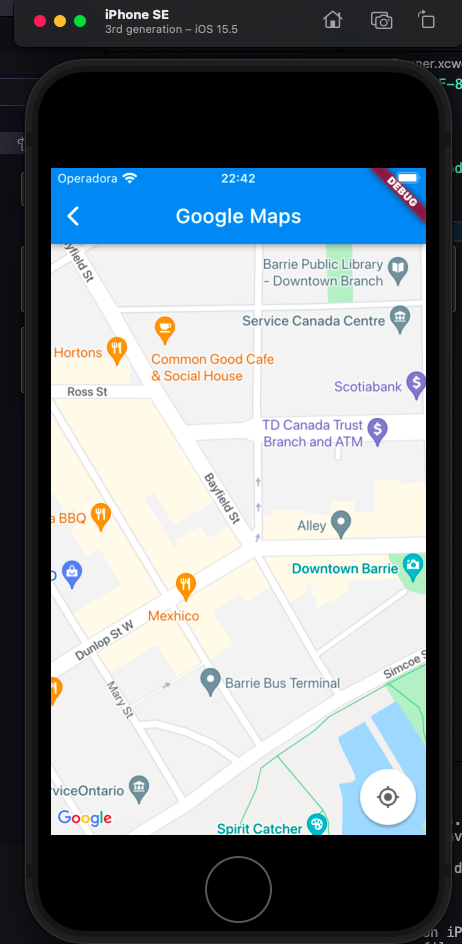 iPhone SE
3rd generation – iOS 15.5
Operadora
22:42
DEBUG
Google Maps
Bayfield St
Barrie Public Library
- Downtown Branch
Service Canada Centre
Hortons
Common Good Cafe
& Social House
Ross St
Scotiabank
TD Canada Trust
Branch and ATM
Bayfield St
a BBQ
Alley
Downtown Barrie
Mexhico
Dunlop St W
Mary St
Barrie Bus Terminal
Simcoe S
viceOntario
Google
Spirit Catcher